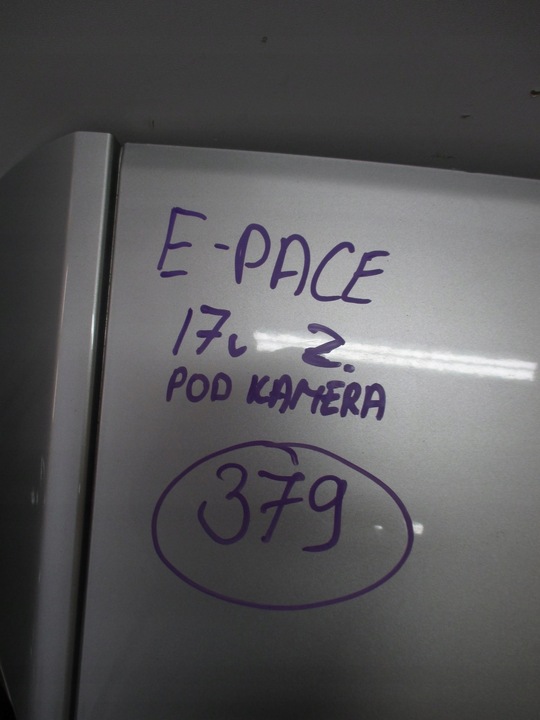 E-PACE
17r 2.
POD KAMERA
379